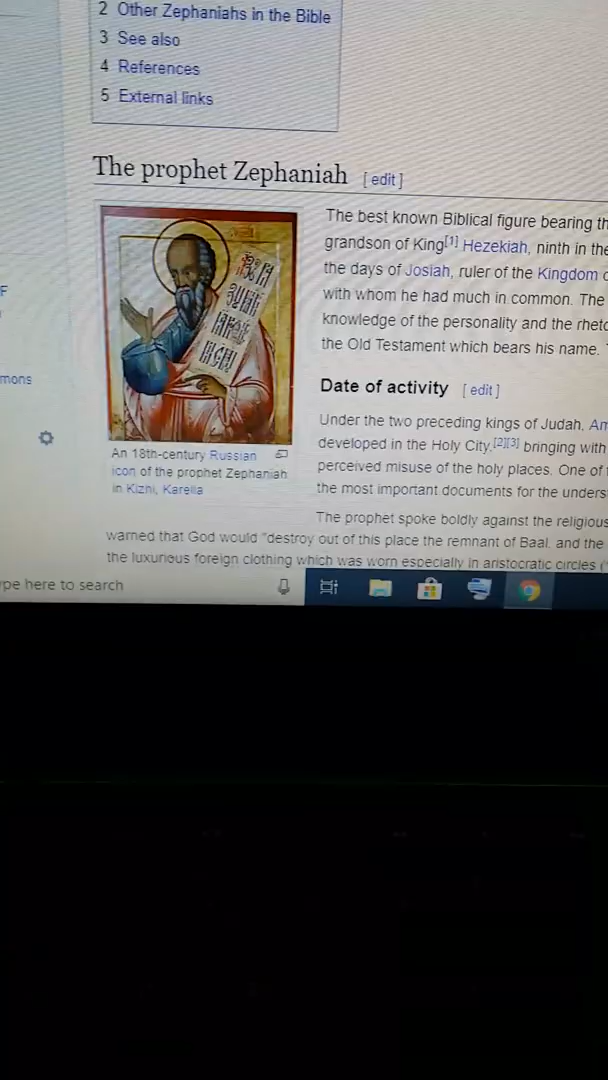 2 Other Zephaniahs in the Bible
3 See also
4 References
5 External links
The prophet Zephaniah [ edit ]
The best known Biblical figure bearing th
grandson of King[1] Hezekiah, ninth in the
the days of Josiah, ruler of the Kingdom o
with whom he had much in common. The
knowledge of the personality and the rheto
the Old Testament which bears his name.
F
mons
An 18th-century Russian
icon of the prophet Zephaniah
in Kizhi, Karelia
Date of activity [ edit ]
Under the two preceding kings of Judah, Am
developed in the Holy City,[2][3] bringing with
perceived misuse of the holy places. One of
the most important documents for the unders
The prophet spoke boldly against the religious
warned that God would "destroy out of this place the remnant of Baal, and the
the luxurious foreign clothing which was worn especially in aristocratic circles ("
ype here to search